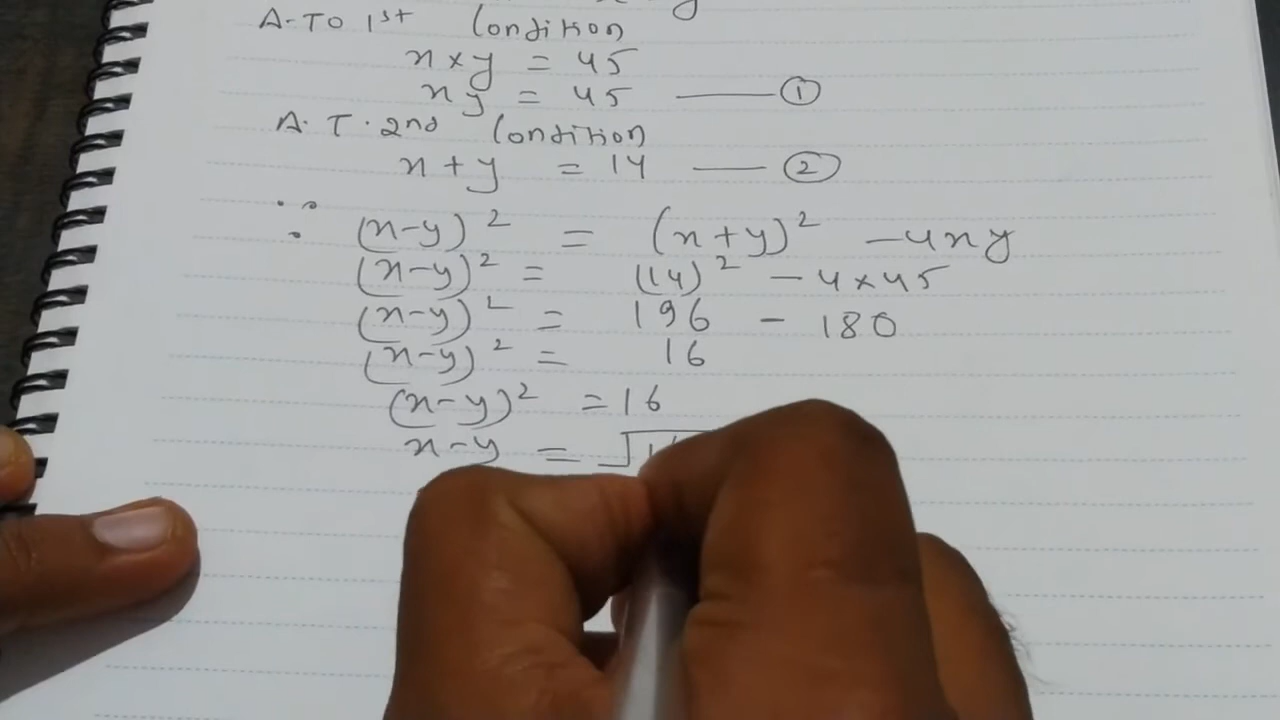 A. To 1st Condition
x × y = 45
xy = 45 —— ①
A. T. 2nd Condition
x + y = 14 —— ②
∵ (x-y)² = (x+y)² - 4xy
(x-y)² = (14)² - 4×45
(x-y)² = 196 - 180
(x-y)² = 16
(x-y)² = 16
x-y = √16